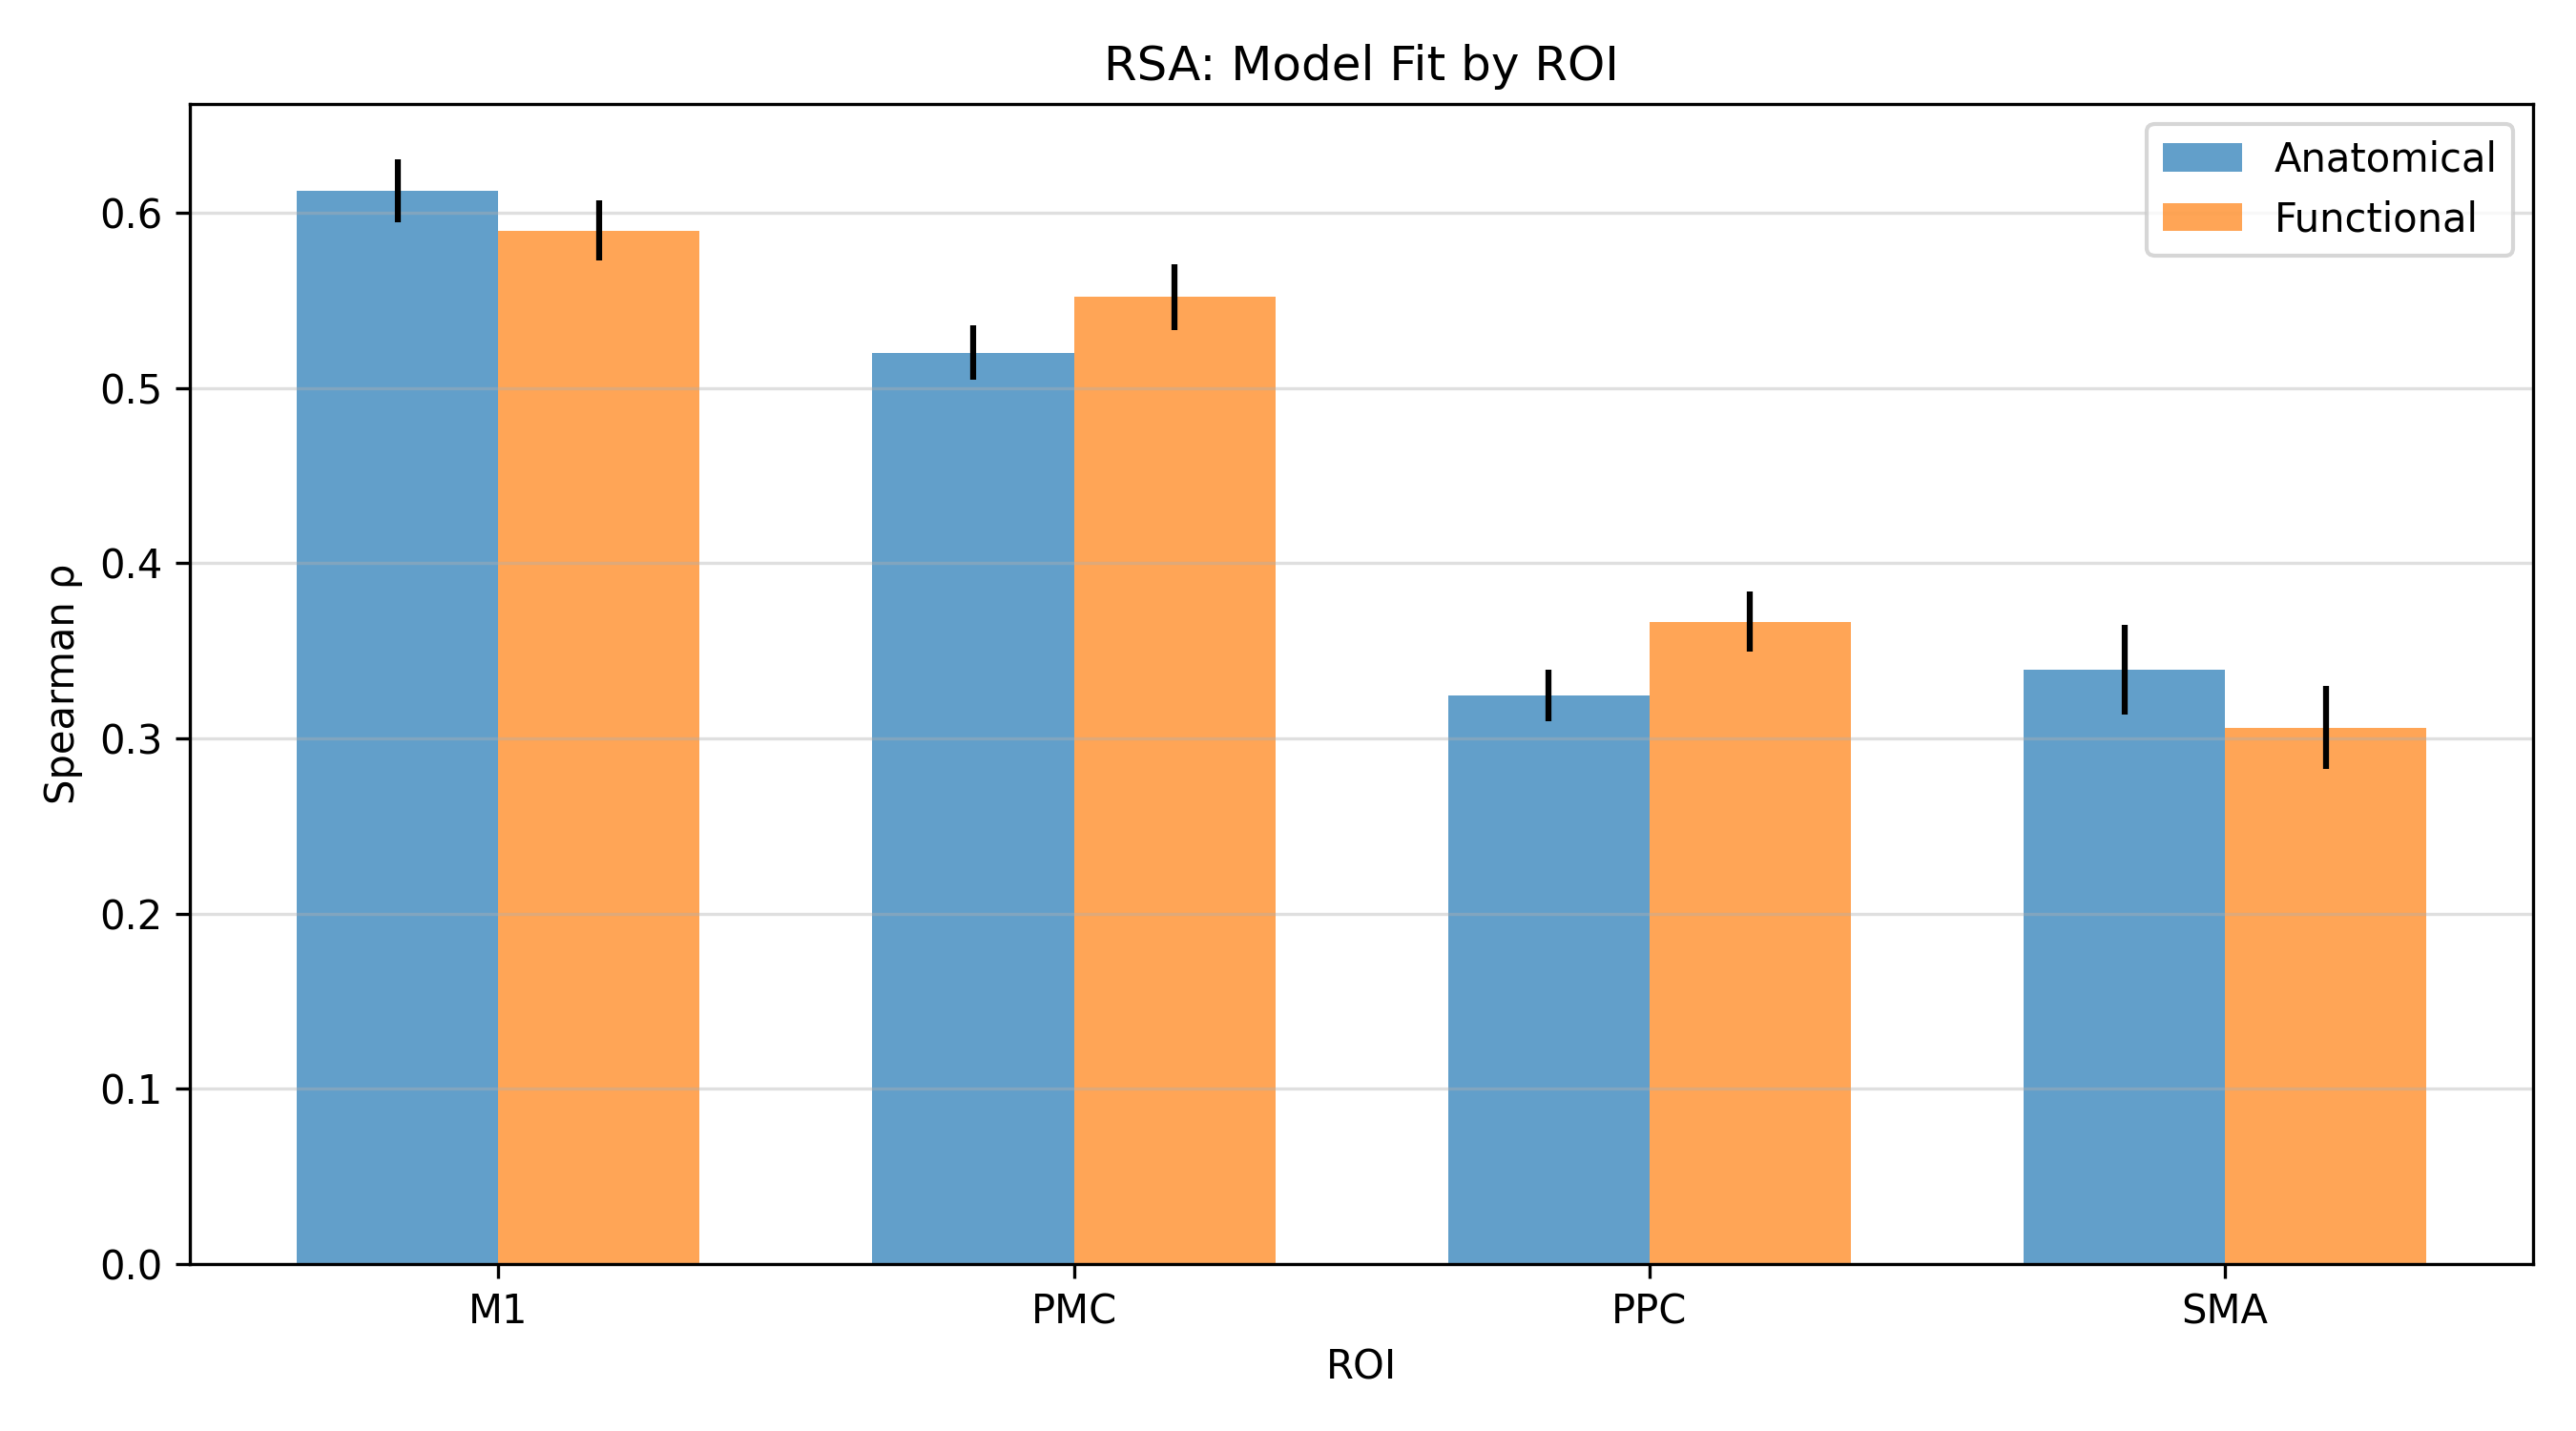 RSA: Model Fit by ROI
Anatomical
Functional
Spearman ρ
0.6
0.5
0.4
0.3
0.2
0.1
0.0
M1
PMC
PPC
SMA
ROI